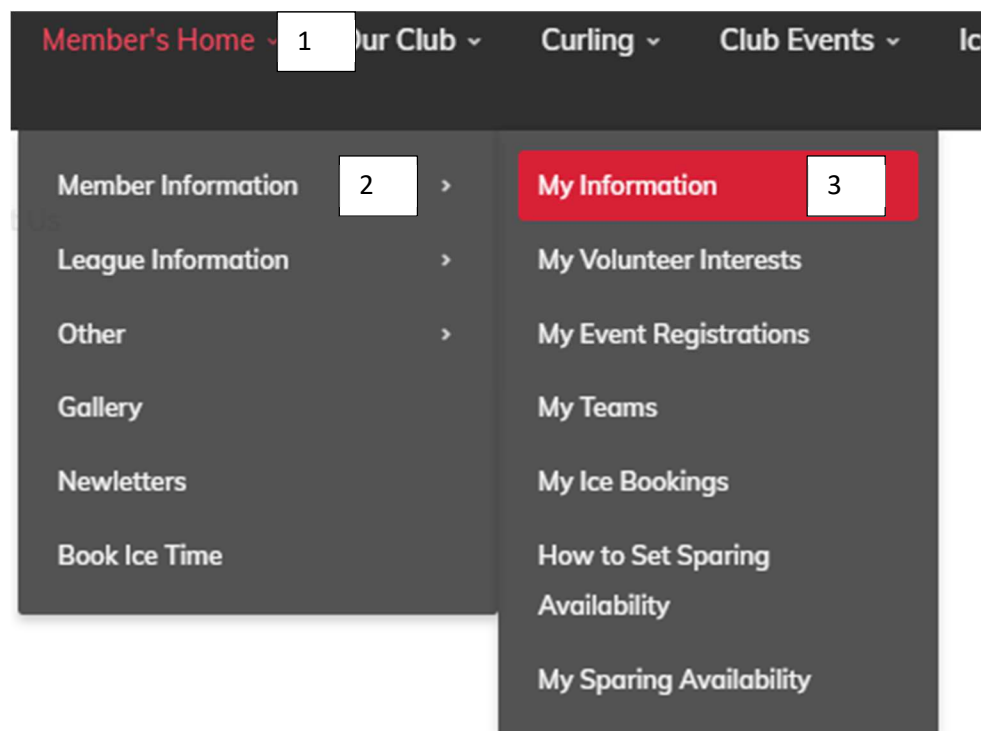 Member's Home 1 Our Club Curling Club Events Ic
Member Information 2
My Information 3
League Information
My Volunteer Interests
Other
My Event Registrations
Gallery
My Teams
Newletters
My Ice Bookings
Book Ice Time
How to Set Sparing
Availability
My Sparing Availability